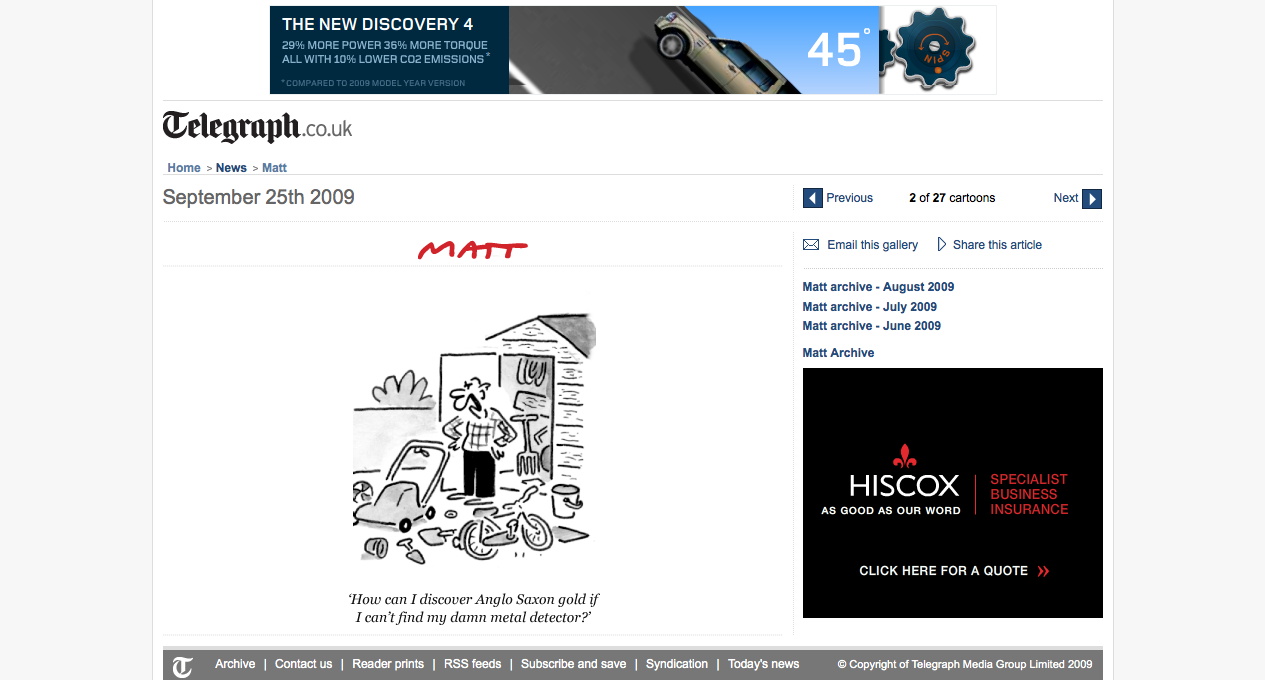 THE NEW DISCOVERY 4
29% MORE POWER 36% MORE TORQUE
ALL WITH 10% LOWER CO2 EMISSIONS*
*COMPARED TO 2009 MODEL YEAR VERSION
45°
SPIN
Telegraph.co.uk
Home > News > Matt
September 25th 2009
Previous 2 of 27 cartoons Next
MATT
Email this gallery Share this article
Matt archive - August 2009
Matt archive - July 2009
Matt archive - June 2009
Matt Archive
HISCOX
AS GOOD AS OUR WORD
SPECIALIST
BUSINESS
INSURANCE
CLICK HERE FOR A QUOTE »
‘How can I discover Anglo Saxon gold if
I can’t find my damn metal detector?’
T Archive | Contact us | Reader prints | RSS feeds | Subscribe and save | Syndication | Today's news © Copyright of Telegraph Media Group Limited 2009